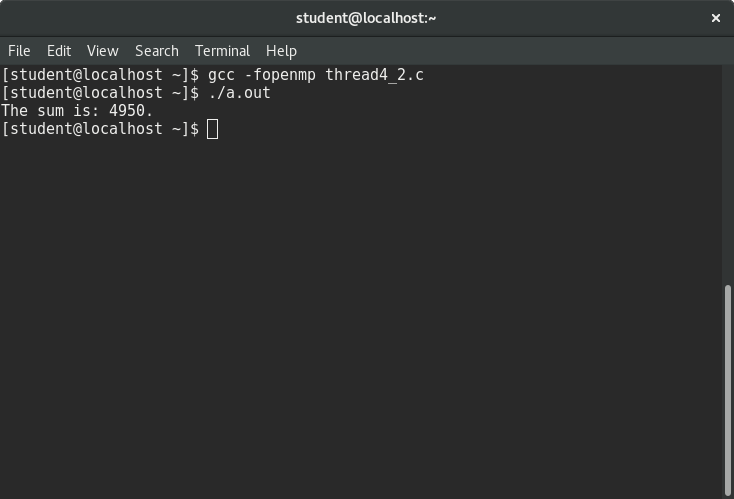 student@localhost:~
File Edit View Search Terminal Help
[student@localhost ~]$ gcc -fopenmp thread4_2.c
[student@localhost ~]$ ./a.out
The sum is: 4950.
[student@localhost ~]$